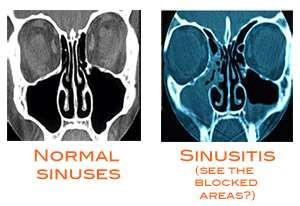 Normal
sinuses
Sinusitis
(see the
blocked
areas?)